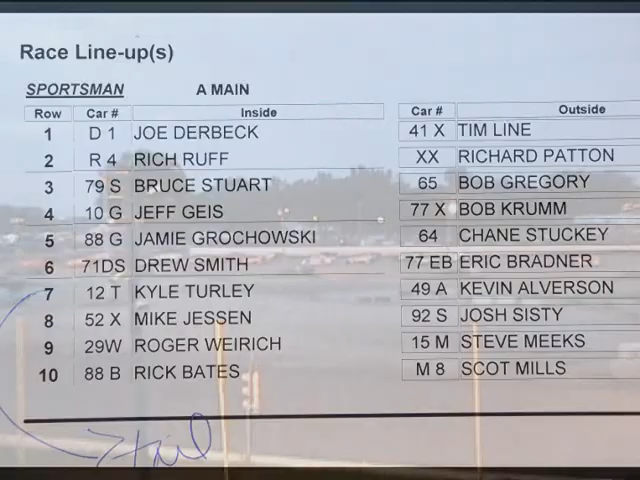 Race Line-up(s)
SPORTSMAN A MAIN
Row Car # Inside Car # Outside
1 D 1 JOE DERBECK 41 X TIM LINE
2 R 4 RICH RUFF XX RICHARD PATTON
3 79 S BRUCE STUART 65 BOB GREGORY
4 10 G JEFF GEIS 77 X BOB KRUMM
5 88 G JAMIE GROCHOWSKI 64 CHANE STUCKEY
6 71DS DREW SMITH 77 EB ERIC BRADNER
7 12 T KYLE TURLEY 49 A KEVIN ALVERSON
8 52 X MIKE JESSEN 92 S JOSH SISTY
9 29W ROGER WEIRICH 15 M STEVE MEEKS
10 88 B RICK BATES M 8 SCOT MILLS